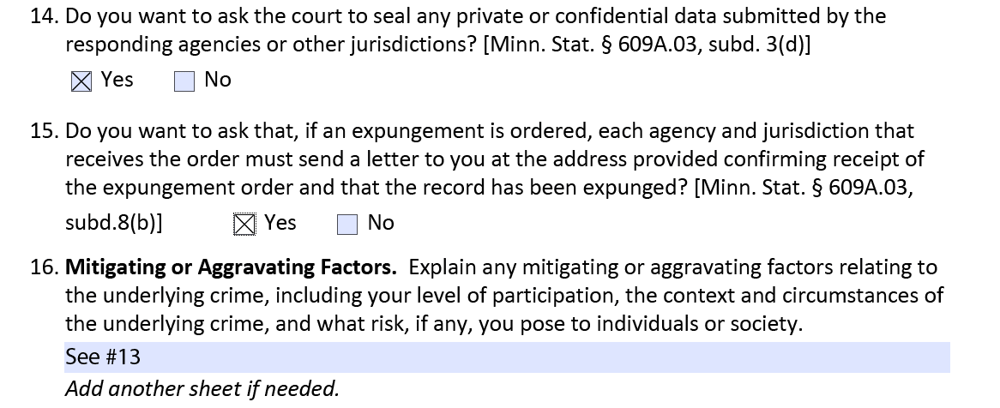 14. Do you want to ask the court to seal any private or confidential data submitted by the
responding agencies or other jurisdictions? [Minn. Stat. § 609A.03, subd. 3(d)]
Yes No
15. Do you want to ask that, if an expungement is ordered, each agency and jurisdiction that
receives the order must send a letter to you at the address provided confirming receipt of
the expungement order and that the record has been expunged? [Minn. Stat. § 609A.03,
subd.8(b)] Yes No
16. Mitigating or Aggravating Factors. Explain any mitigating or aggravating factors relating to
the underlying crime, including your level of participation, the context and circumstances of
the underlying crime, and what risk, if any, you pose to individuals or society.
See #13
Add another sheet if needed.